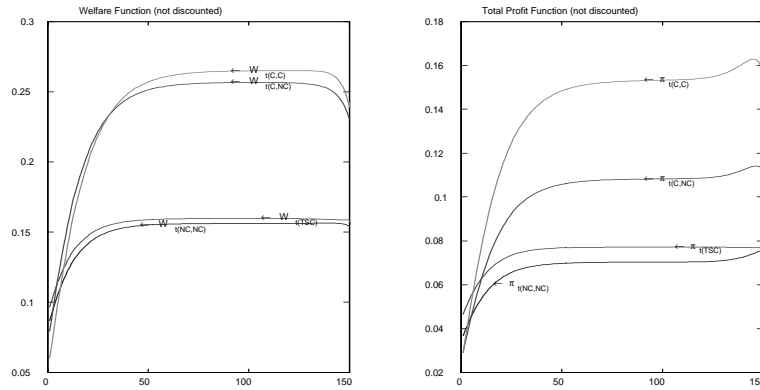 Welfare Function (not discounted)
0.3
0.25
0.2
0.15
0.1
0.05
0
50
100
150
← W t(C,C)
← W t(C,NC)
← W t(TSC)
← W t(NC,NC)
Total Profit Function (not discounted)
0.18
0.16
0.14
0.12
0.1
0.08
0.06
0.04
0.02
0
50
100
150
← π t(C,C)
← π t(C,NC)
← π t(TSC)
← π t(NC,NC)